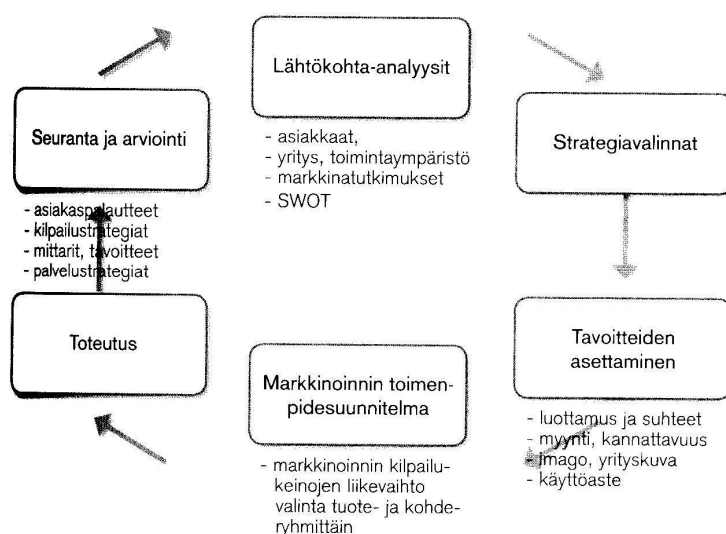 Lähtökohta-analyysit
- asiakkaat,
- yritys, toimintaympäristö
- markkinatutkimukset
- SWOT
Strategiavalinnat
Tavoitteiden
asettaminen
- luottamus ja suhteet
- myynti, kannattavuus
- imago, yrityskuva
- käyttöaste
Markkinoinnin toimen-
pidesuunnitelma
- markkinoinnin kilpailu-
keinojen liikevaihto
valinta tuote- ja kohde-
ryhmittäin
Toteutus
Seuranta ja arviointi
- asiakaspalautteet
- kilpailustrategiat
- mittarit, tavoitteet
- palvelustrategiat